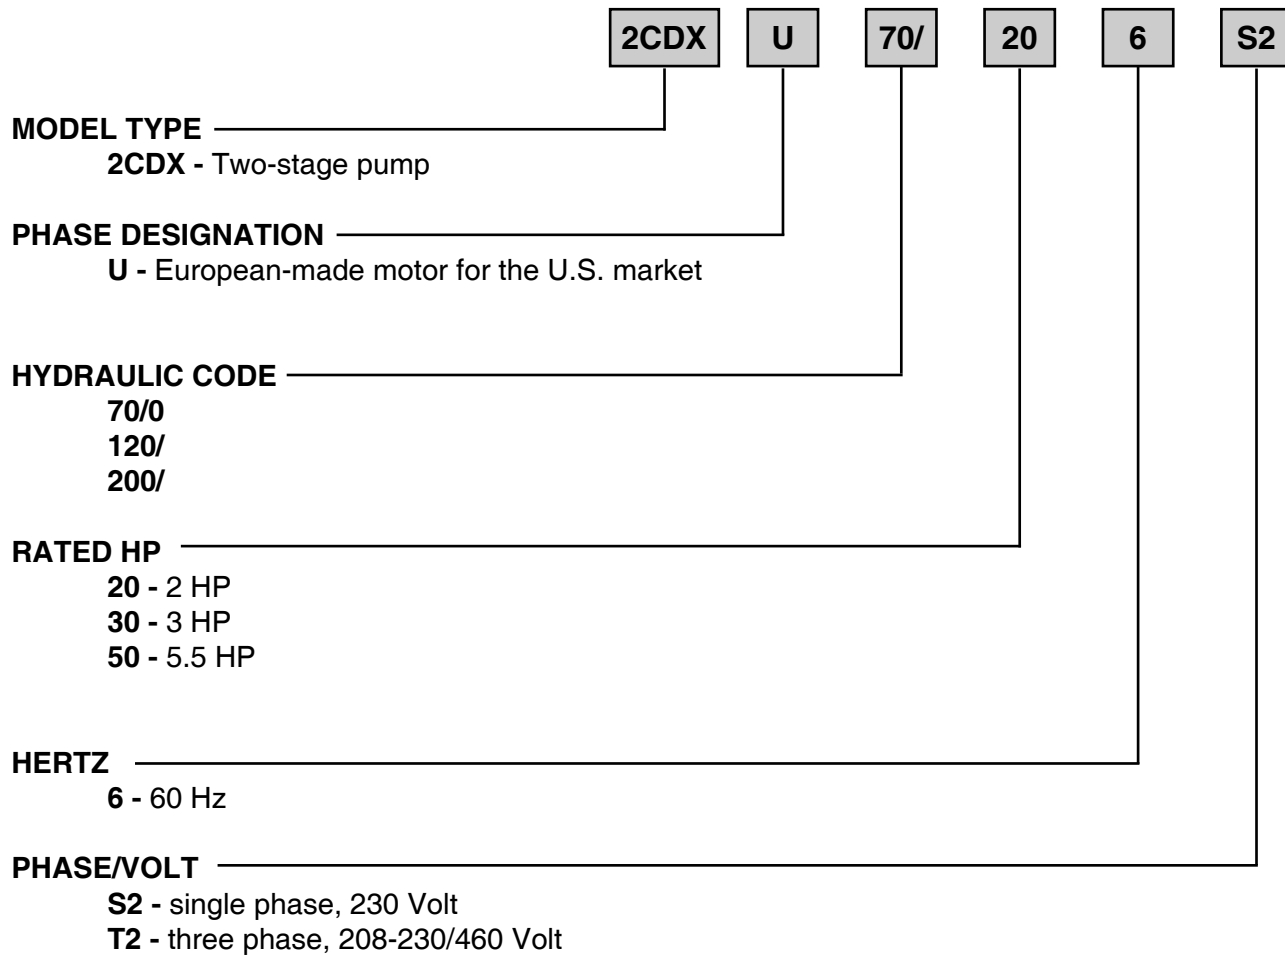 2CDX U 70/ 20 6 S2
MODEL TYPE
2CDX - Two-stage pump
PHASE DESIGNATION
U - European-made motor for the U.S. market
HYDRAULIC CODE
70/0
120/
200/
RATED HP
20 - 2 HP
30 - 3 HP
50 - 5.5 HP
HERTZ
6 - 60 Hz
PHASE/VOLT
S2 - single phase, 230 Volt
T2 - three phase, 208-230/460 Volt